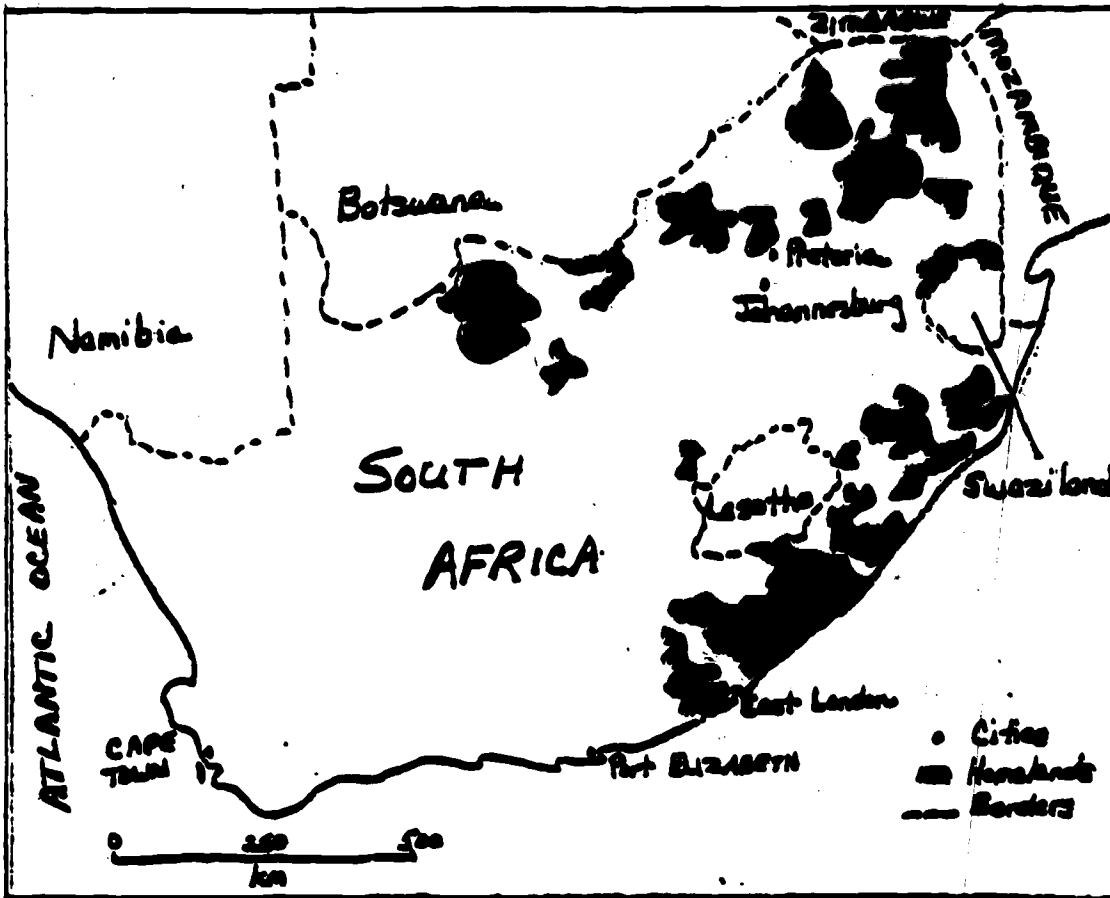 ZIMBABWE
MOZAMBIQUE
Botswana
Pretoria
Johannesburg
Namibia
SOUTH
AFRICA
Lesotho
Swaziland
ATLANTIC OCEAN
East London
CAPE
TOWN
Port ELIZABETH
Cities
Homelands
Borders
0 250 500
km